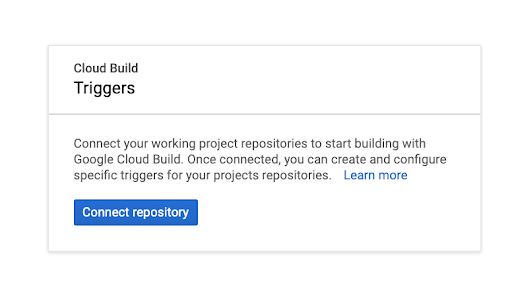 Cloud Build
Triggers
Connect your working project repositories to start building with
Google Cloud Build. Once connected, you can create and configure
specific triggers for your projects repositories. Learn more
Connect repository